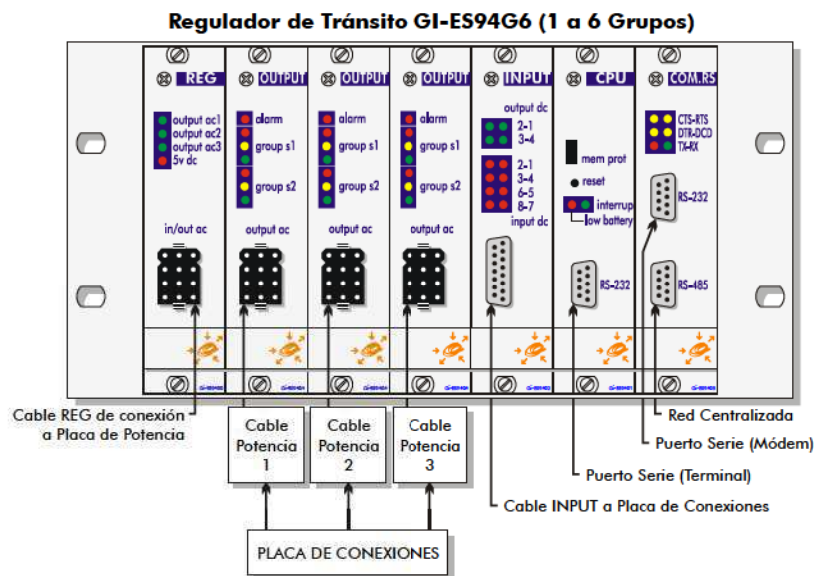 Regulador de Tránsito GI-ES94G6 (1 a 6 Grupos)
REG
output ac1
output ac2
output ac3
5v dc
in/out ac
OUTPUT
alarm
group s1
group s2
output ac
OUTPUT
alarm
group s1
group s2
output ac
OUTPUT
alarm
group s1
group s2
output ac
INPUT
output dc
2-1
3-4
2-1
3-4
6-5
8-7
input dc
CPU
mem prot
reset
interrup
low battery
RS-232
COM.RS
CTS-RTS
DTR-DCD
TX-RX
RS-232
RS-485
Cable REG de conexión
a Placa de Potencia
Cable
Potencia
1
Cable
Potencia
2
Cable
Potencia
3
PLACA DE CONEXIONES
Red Centralizada
Puerto Serie (Módem)
Puerto Serie (Terminal)
Cable INPUT a Placa de Conexiones